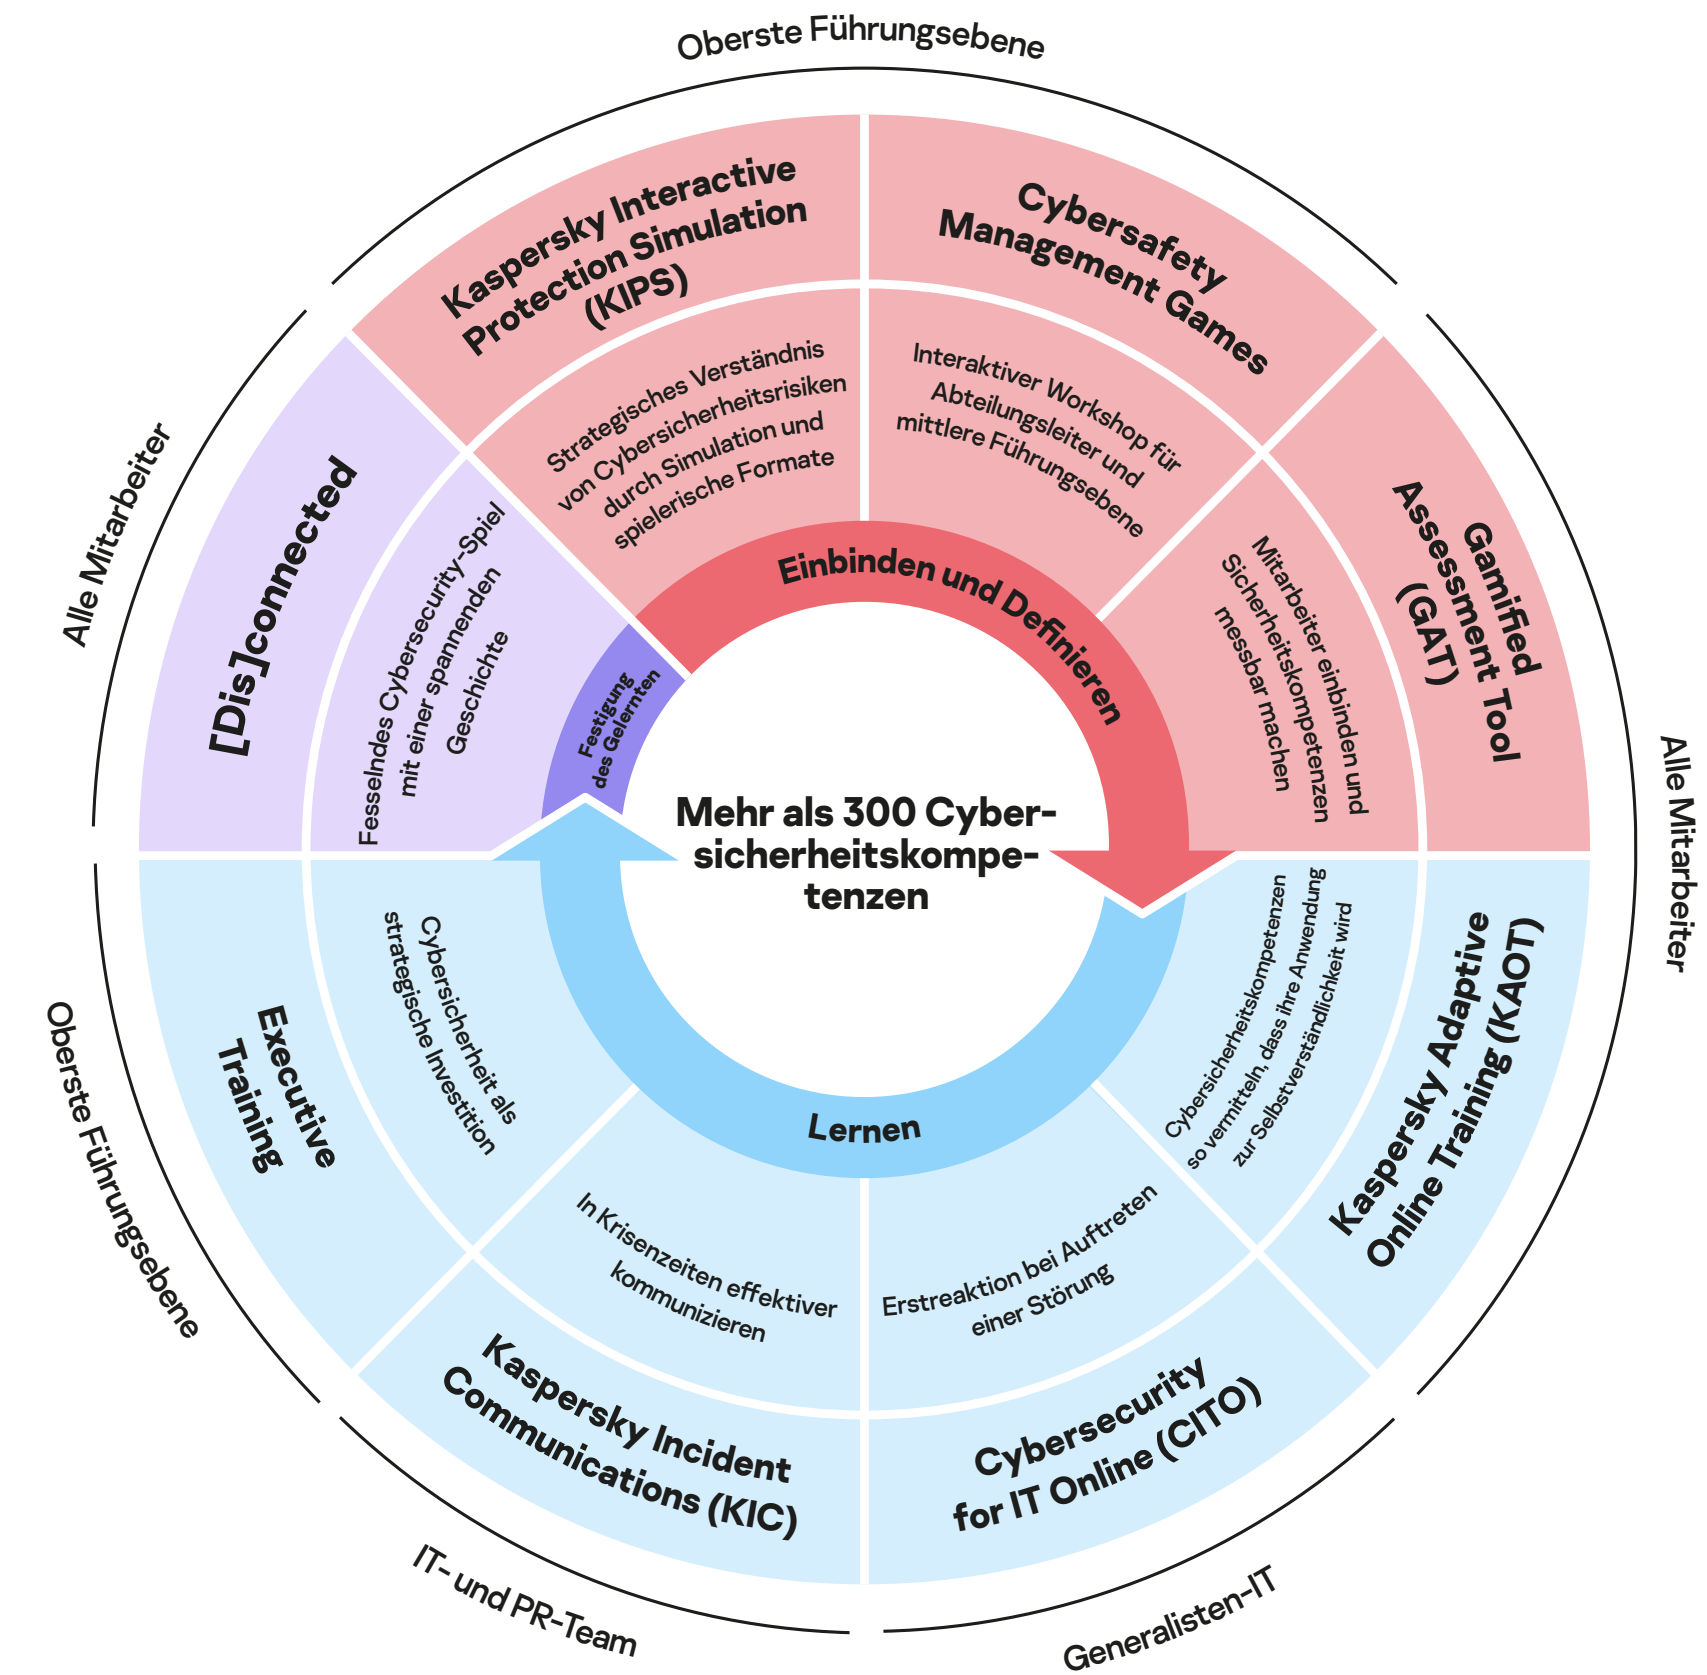 Oberste Führungsebene
Kaspersky Interactive
Protection Simulation
(KIPS)
Strategisches Verständnis
von Cybersicherheitsrisiken
durch Simulation und
spielerische Formate
Cybersafety
Management Games
Interaktiver Workshop für
Abteilungsleiter und
mittlere Führungsebene
Gamified
Assessment Tool
(GAT)
Mitarbeiter einbinden und
Sicherheitskompetenzen
messbar machen
Alle Mitarbeiter
Einbinden und Definieren
Kaspersky Adaptive
Online Training (KAOT)
Cybersicherheitskompetenzen
so vermitteln, dass ihre Anwendung
zur Selbstverständlichkeit wird
Cybersecurity
for IT Online (CITO)
Erstreaktion bei Auftreten
einer Störung
Generalisten-IT
Kaspersky Incident
Communications (KIC)
In Krisenzeiten effektiver
kommunizieren
IT- und PR-Team
Executive
Training
Cybersicherheit als
strategische Investition
Oberste Führungsebene
Lernen
[Dis]connected
Fesselndes Cybersecurity-Spiel
mit einer spannenden
Geschichte
Alle Mitarbeiter
Festigung
des Gelernten
Mehr als 300 Cyber-
sicherheitskompe-
tenzen